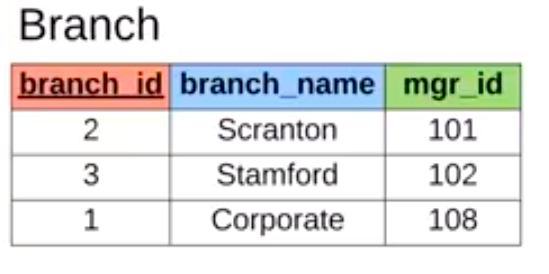 Branch
branch_id branch_name mgr_id
2 Scranton 101
3 Stamford 102
1 Corporate 108